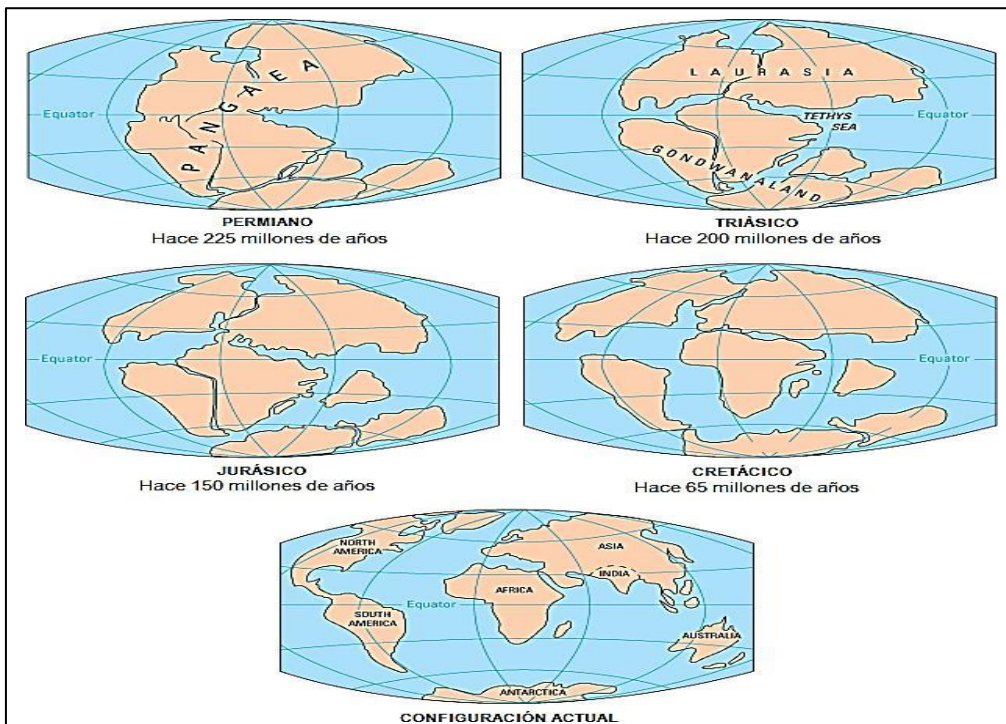 Equator
PANGAEA
PERMIANO
Hace 225 millones de años
LAURASIA
Equator
TETHYS
SEA
GONDWANALAND
TRIÁSICO
Hace 200 millones de años
Equator
JURÁSICO
Hace 150 millones de años
Equator
CRETÁCICO
Hace 65 millones de años
NORTH
AMERICA
ASIA
INDIA
AFRICA
Equator
SOUTH
AMERICA
AUSTRALIA
ANTARCTICA
CONFIGURACIÓN ACTUAL